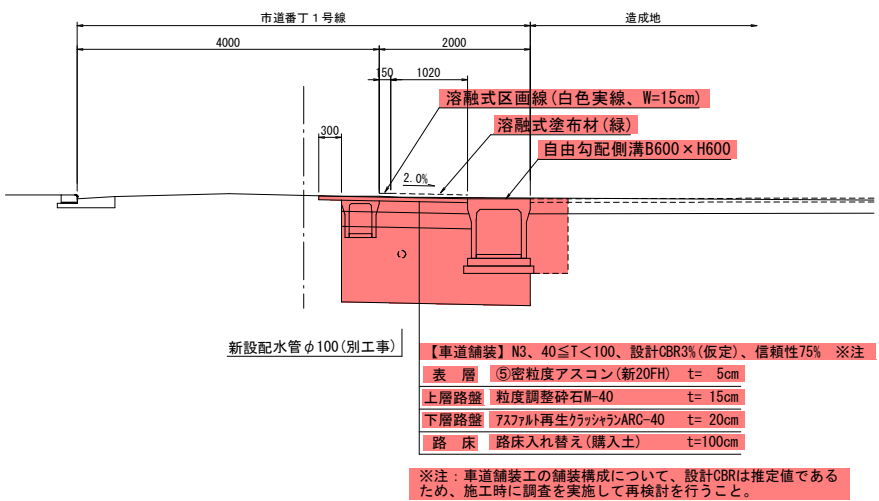 市道番丁1号線
造成地
4000
2000
150
1020
溶融式区画線(白色実線、W=15cm)
300
溶融式塗布材(緑)
自由勾配側溝B600×H600
2.0%
新設配水管φ100(別工事)
【車道舗装】N3、40≦T<100、設計CBR3%(仮定)、信頼性75% ※注
表 層 ⑤密粒度アスコン(新20FH) t= 5cm
上層路盤 粒度調整砕石M-40 t= 15cm
下層路盤 アスファルト再生クラッシャランARC-40 t= 20cm
路 床 路床入れ替え(購入土) t=100cm
※注：車道舗装工の舗装構成について、設計CBRは推定値である
ため、施工時に調査を実施して再検討を行うこと。